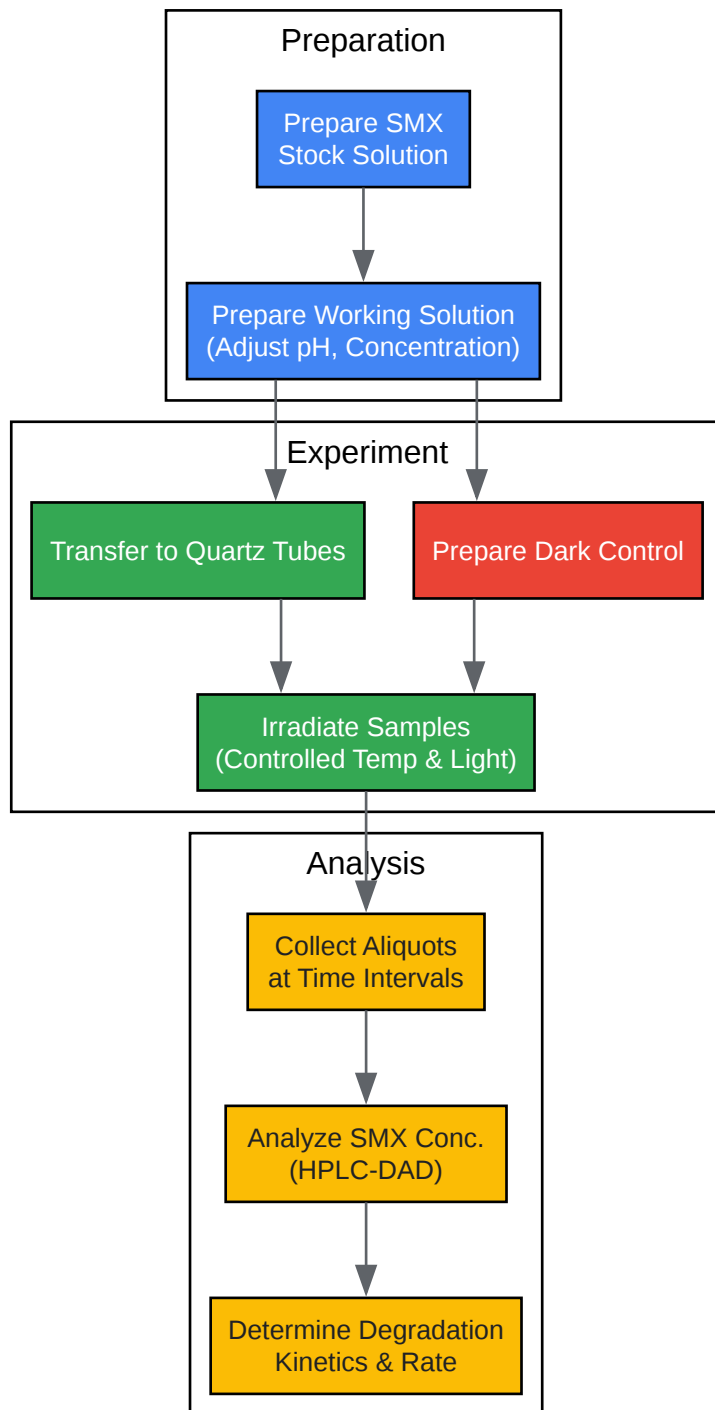 Preparation
Prepare SMX
Stock Solution
Prepare Working Solution
(Adjust pH, Concentration)
Experiment
Transfer to Quartz Tubes
Prepare Dark Control
Irradiate Samples
(Controlled Temp & Light)
Analysis
Collect Aliquots
at Time Intervals
Analyze SMX Conc.
(HPLC-DAD)
Determine Degradation
Kinetics & Rate